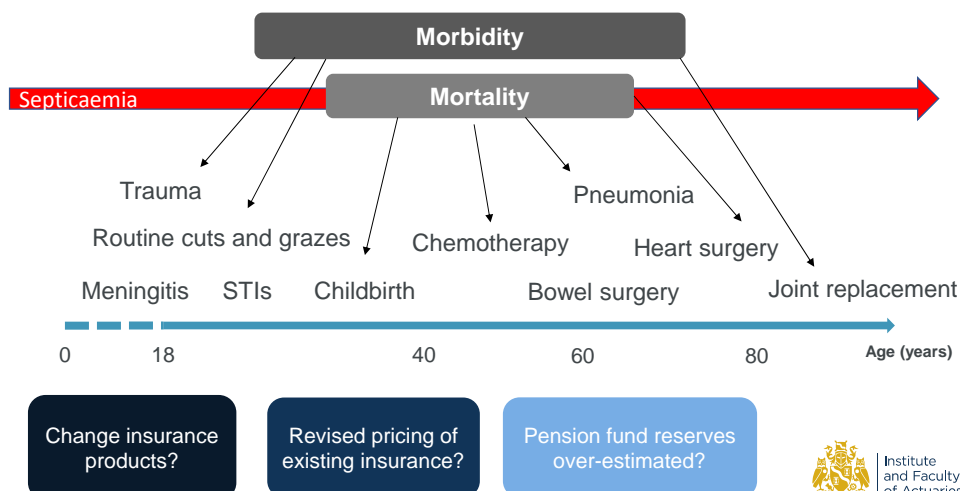 Morbidity
Septicaemia
Mortality
Trauma
Pneumonia
Routine cuts and grazes
Chemotherapy
Heart surgery
Meningitis
STIs
Childbirth
Bowel surgery
Joint replacement
0
18
40
60
80
Age (years)
Change insurance
products?
Revised pricing of
existing insurance?
Pension fund reserves
over-estimated?
Institute
and Faculty
of Actuaries